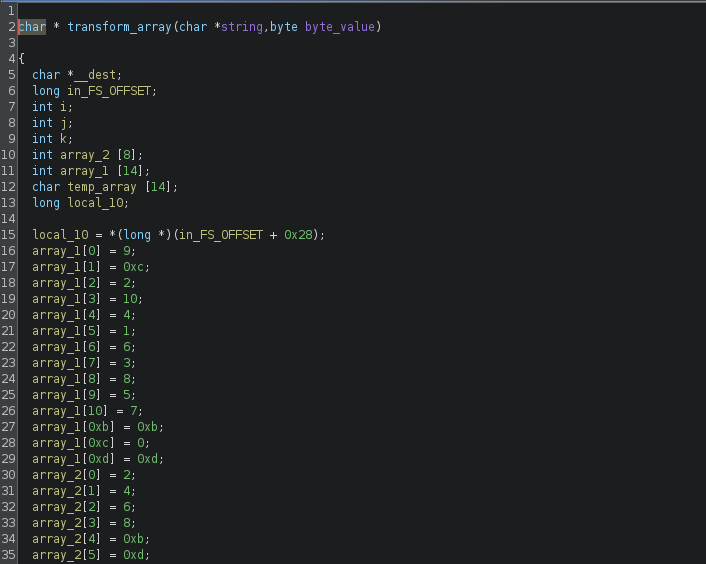 1
2 char * transform_array(char *string,byte byte_value)
3
4 {
5   char *__dest;
6   long in_FS_OFFSET;
7   int i;
8   int j;
9   int k;
10   int array_2 [8];
11   int array_1 [14];
12   char temp_array [14];
13   long local_10;
14
15   local_10 = *(long *)(in_FS_OFFSET + 0x28);
16   array_1[0] = 9;
17   array_1[1] = 0xc;
18   array_1[2] = 2;
19   array_1[3] = 10;
20   array_1[4] = 4;
21   array_1[5] = 1;
22   array_1[6] = 6;
23   array_1[7] = 3;
24   array_1[8] = 8;
25   array_1[9] = 5;
26   array_1[10] = 7;
27   array_1[0xb] = 0xb;
28   array_1[0xc] = 0;
29   array_1[0xd] = 0xd;
30   array_2[0] = 2;
31   array_2[1] = 4;
32   array_2[2] = 6;
33   array_2[3] = 8;
34   array_2[4] = 0xb;
35   array_2[5] = 0xd;